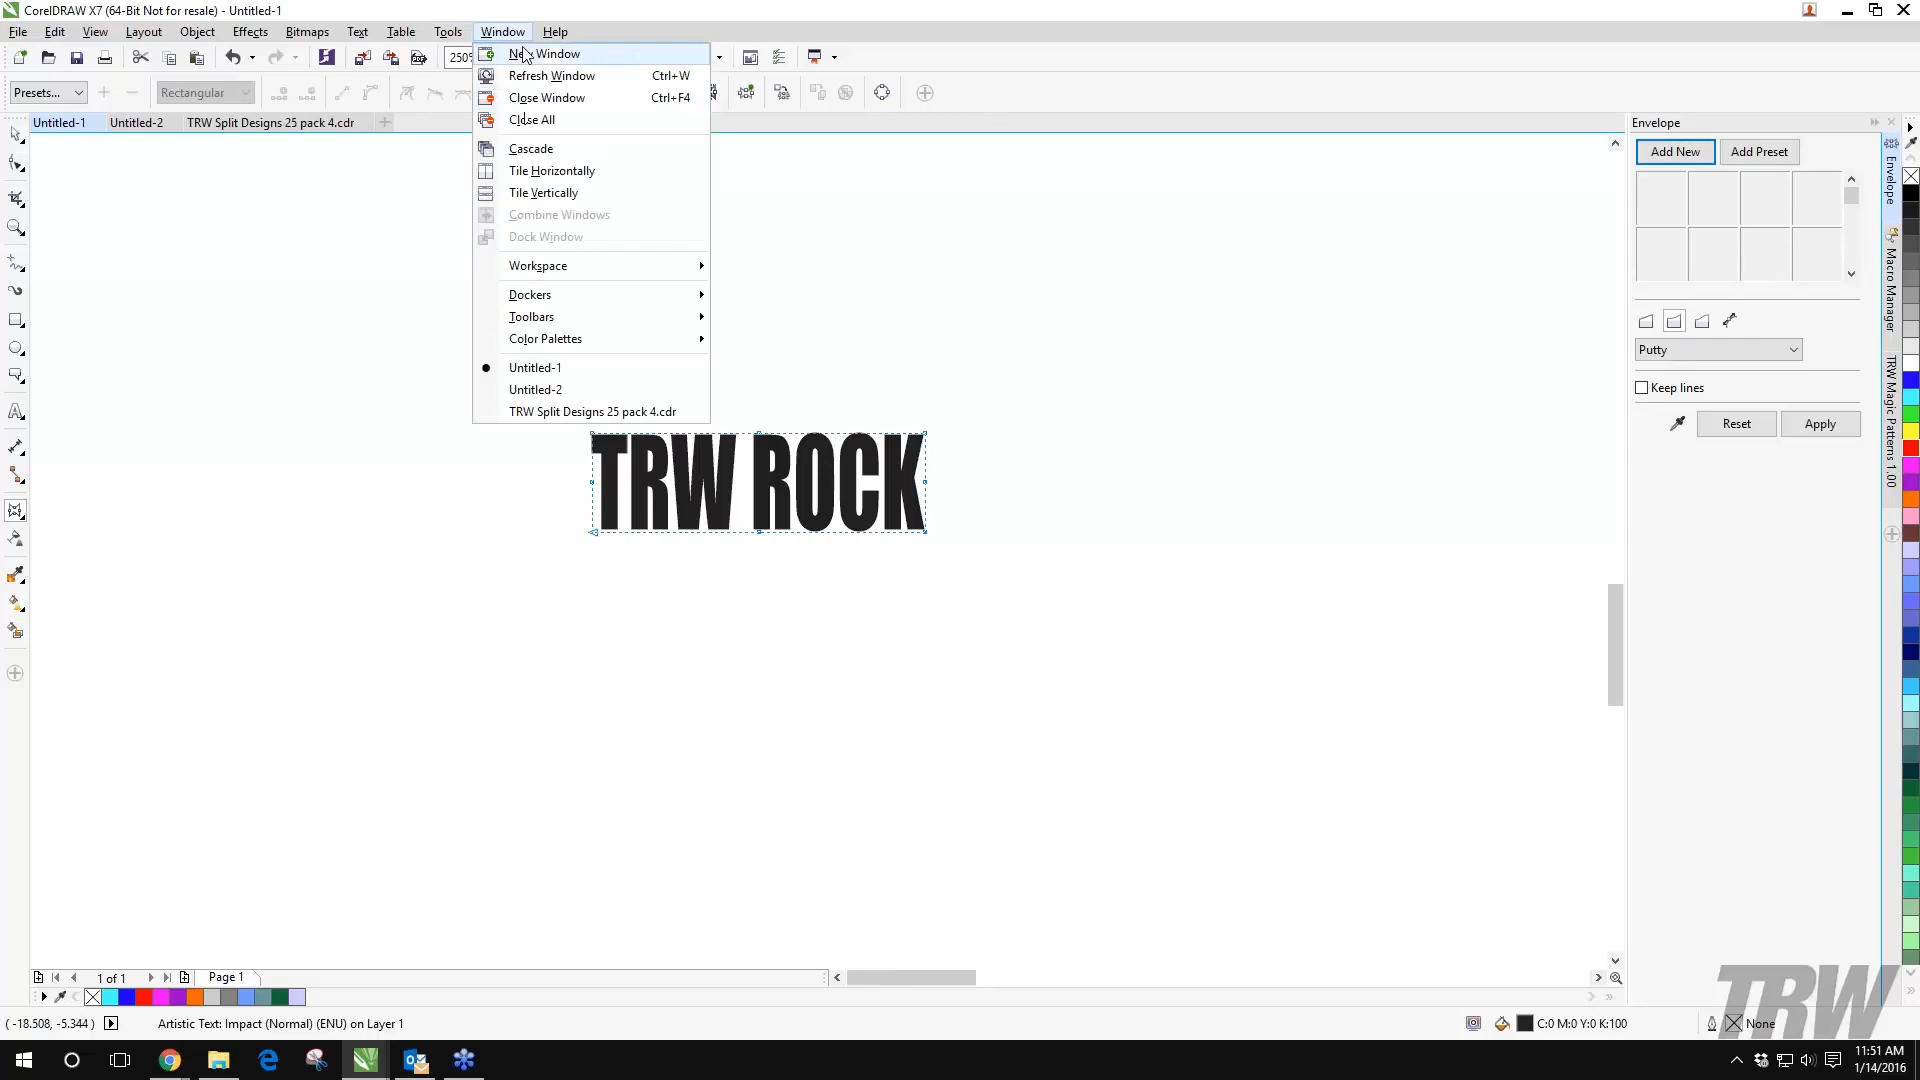 CorelDRAW X7 (64-Bit Not for resale) - Untitled-1
File Edit View Layout Object Effects Bitmaps Text Table Tools Window Help
250%
Presets... Rectangular
Untitled-1 Untitled-2 TRW Split Designs 25 pack 4.cdr
New Window
Refresh Window Ctrl+W
Close Window Ctrl+F4
Close All
Cascade
Tile Horizontally
Tile Vertically
Combine Windows
Dock Window
Workspace
Dockers
Toolbars
Color Palettes
Untitled-1
Untitled-2
TRW Split Designs 25 pack 4.cdr
TRW ROCK
Envelope
Add New Add Preset
Putty
Keep lines
Reset Apply
Envelope
Macro Manager
TRW Magic Patterns 1.00
1 of 1 Page 1
( -18.508, -5.344 ) Artistic Text: Impact (Normal) (ENU) on Layer 1 C:0 M:0 Y:0 K:100 None
TRW
11:51 AM
1/14/2016